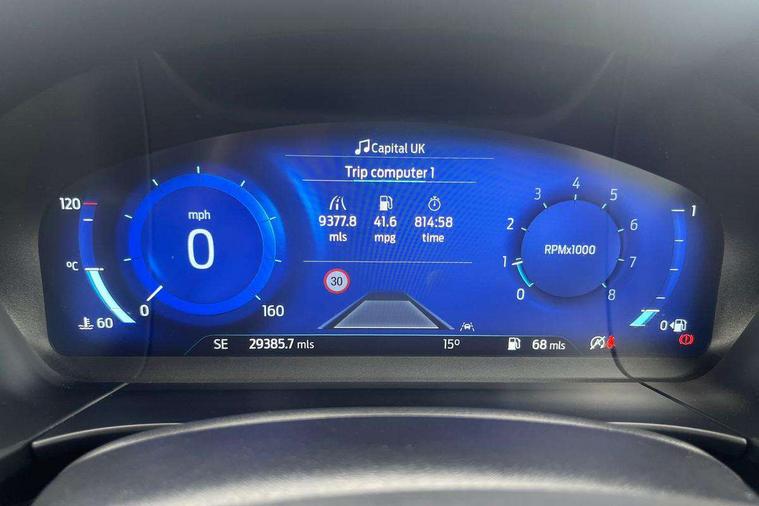 Capital UK
Trip computer 1
9377.8 41.6 814:58
mls mpg time
120
°C
60
mph
0
0 160
30
0 1 2 3 4 5 6 7 8
RPMx1000
1
0
SE 29385.7 mls 15° 68 mls